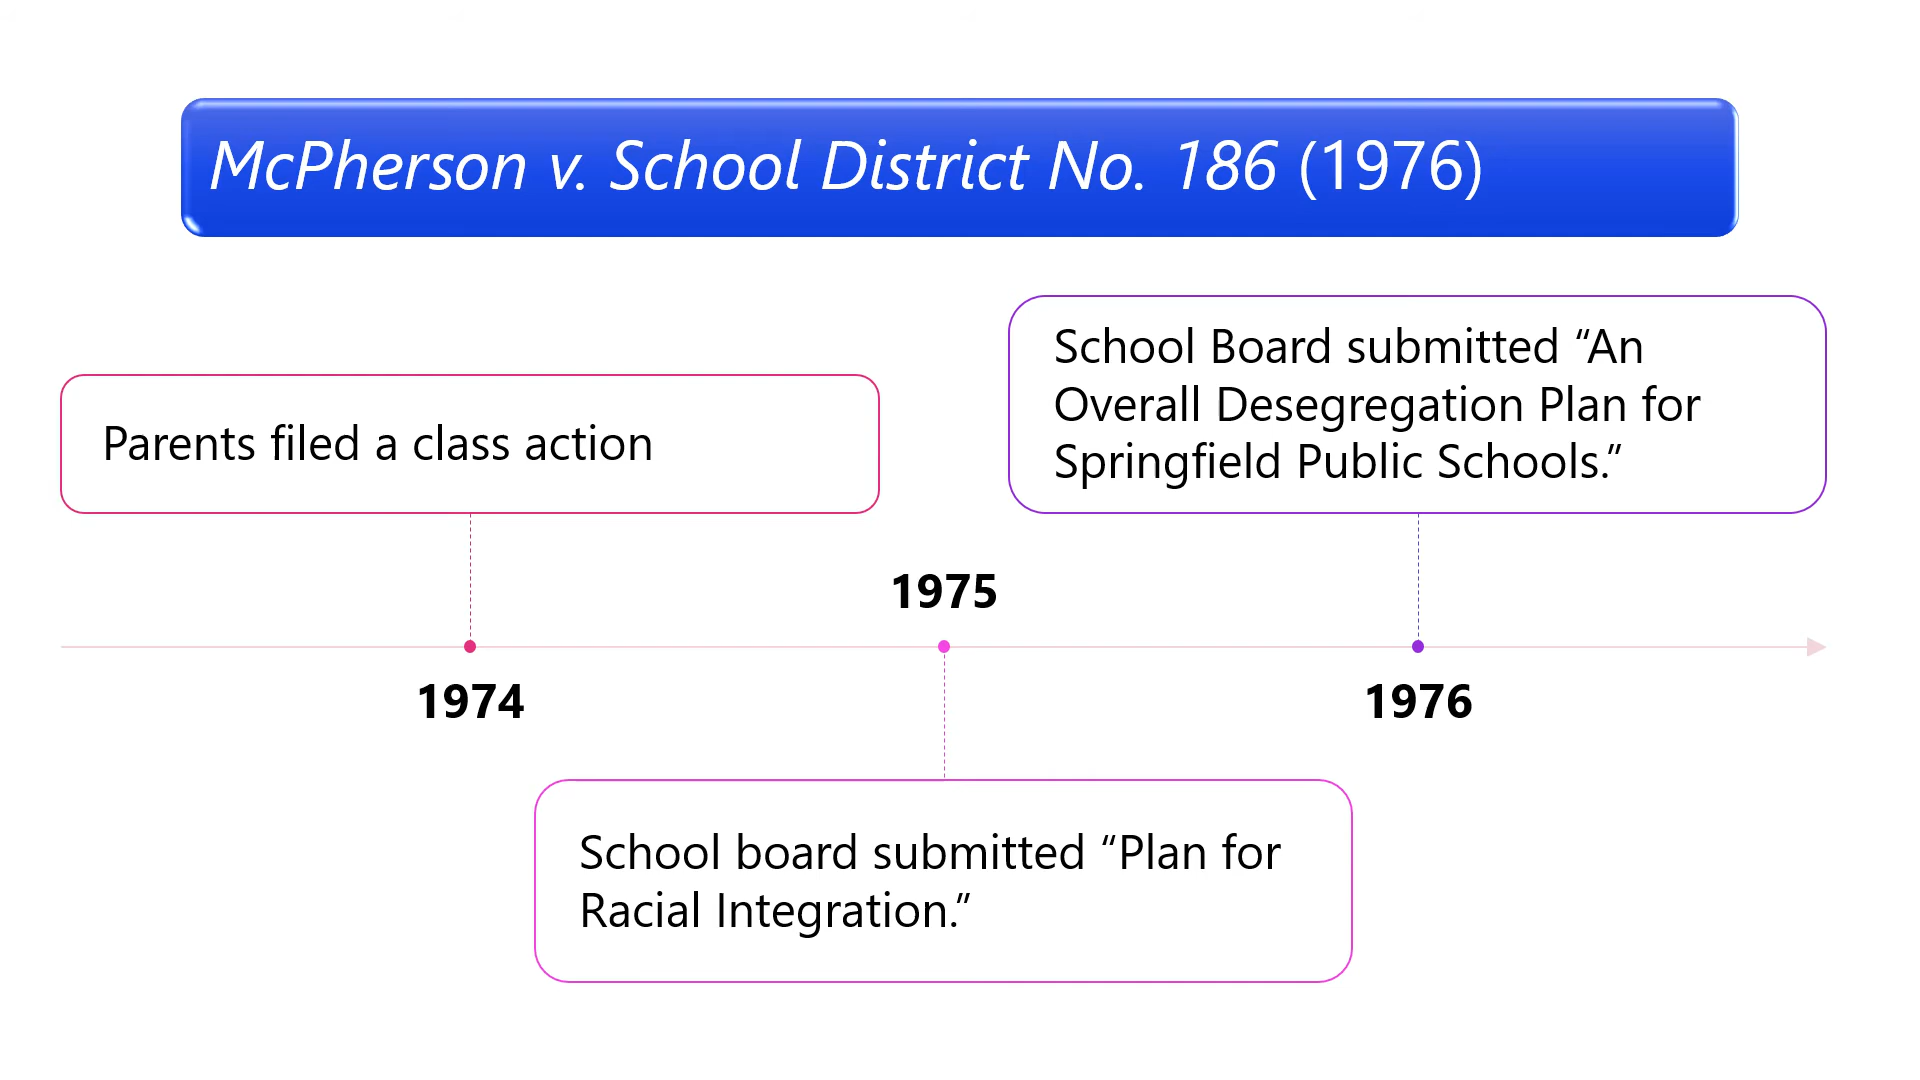 McPherson v. School District No. 186 (1976)
Parents filed a class action
School Board submitted “An
Overall Desegregation Plan for
Springfield Public Schools.”
1975
1974
1976
School board submitted “Plan for
Racial Integration.”